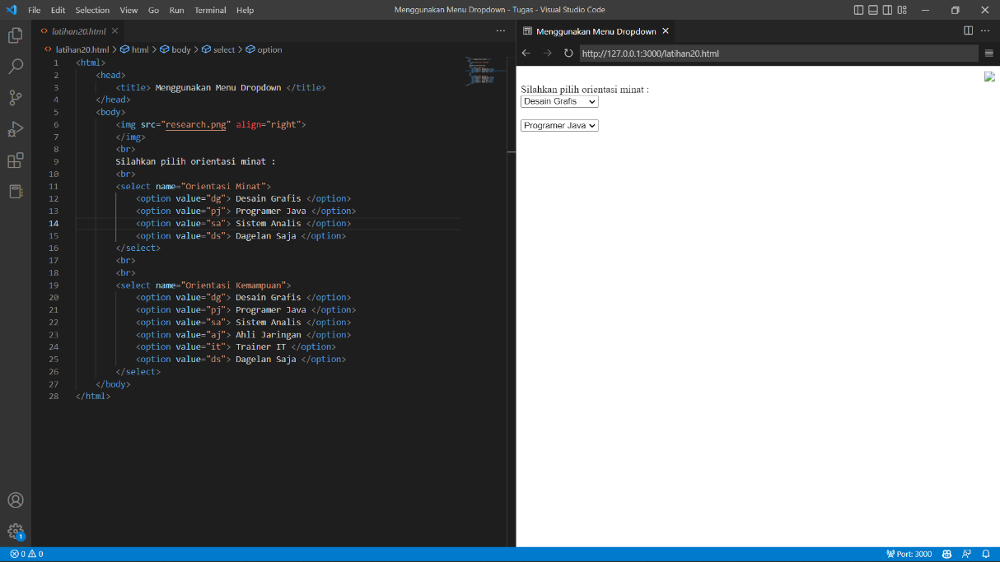 File Edit Selection View Go Run Terminal Help
Menggunakan Menu Dropdown - Tugas - Visual Studio Code
latihan20.html
latihan20.html > html > body > select > option
1 <html>
2 <head>
3 <title> Menggunakan Menu Dropdown </title>
4 </head>
5 <body>
6 <img src="research.png" align="right">
7 </img>
8 <br>
9 Silahkan pilih orientasi minat :
10 <br>
11 <select name="Orientasi Minat">
12 <option value="dg"> Desain Grafis </option>
13 <option value="pj"> Programer Java </option>
14 <option value="sa"> Sistem Analis </option>
15 <option value="ds"> Dagelan Saja </option>
16 </select>
17 <br>
18 <br>
19 <select name="Orientasi Kemampuan">
20 <option value="dg"> Desain Grafis </option>
21 <option value="pj"> Programer Java </option>
22 <option value="sa"> Sistem Analis </option>
23 <option value="aj"> Ahli Jaringan </option>
24 <option value="it"> Trainer IT </option>
25 <option value="ds"> Dagelan Saja </option>
26 </select>
27 </body>
28 </html>
Menggunakan Menu Dropdown
http://127.0.0.1:3000/latihan20.html
Silahkan pilih orientasi minat :
Desain Grafis
Programer Java
1
0 0
Port: 3000